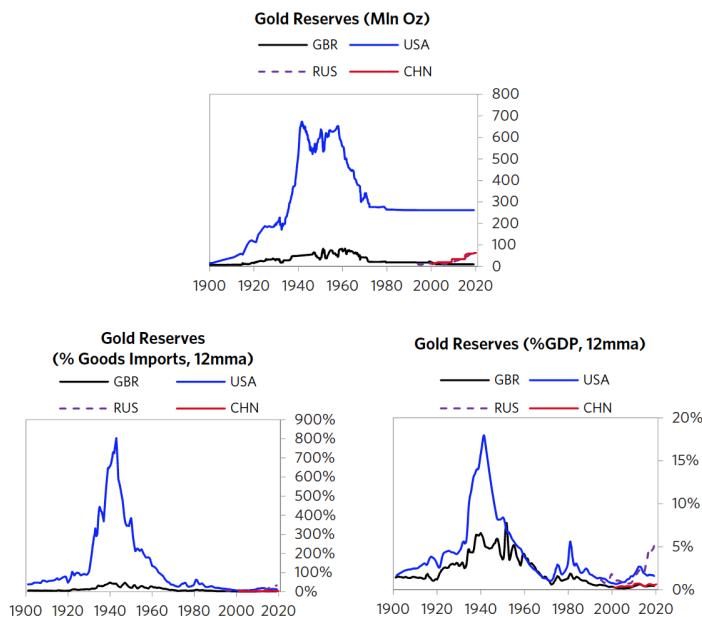 Gold Reserves (Mln Oz)
GBR USA
RUS CHN
800
700
600
500
400
300
200
100
0
1900 1920 1940 1960 1980 2000 2020
Gold Reserves
(% Goods Imports, 12mma)
GBR USA
RUS CHN
900%
800%
700%
600%
500%
400%
300%
200%
100%
0%
1900 1920 1940 1960 1980 2000 2020
Gold Reserves (%GDP, 12mma)
GBR USA
RUS CHN
20%
15%
10%
5%
0%
1900 1920 1940 1960 1980 2000 2020